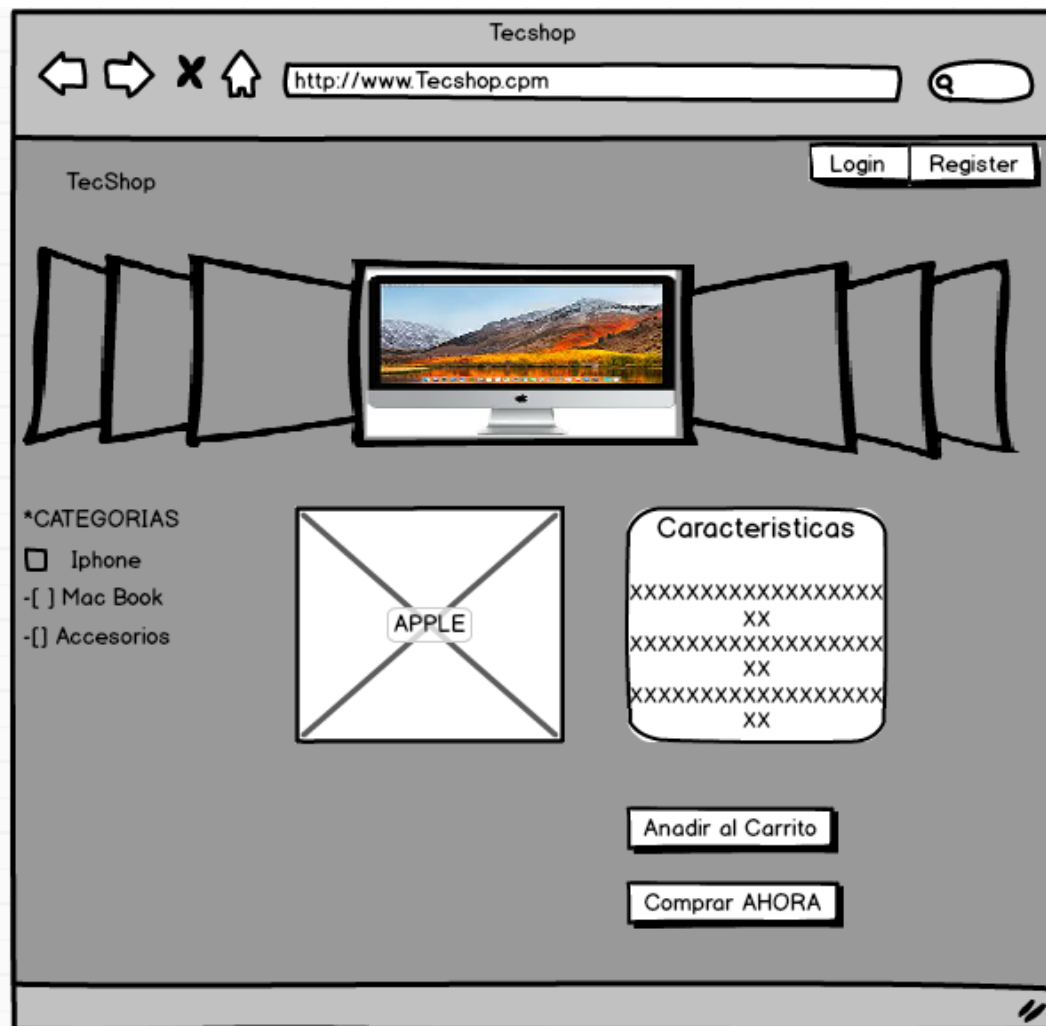 Tecshop
http://www.Tecshop.cpm
Login Register
TecShop
*CATEGORIAS
Iphone
-[ ] Mac Book
-[] Accesorios
APPLE
Caracteristicas
XXXXXXXXXXXXXXXXXX
XX
XXXXXXXXXXXXXXXXXX
XX
XXXXXXXXXXXXXXXXXX
XX
Anadir al Carrito
Comprar AHORA